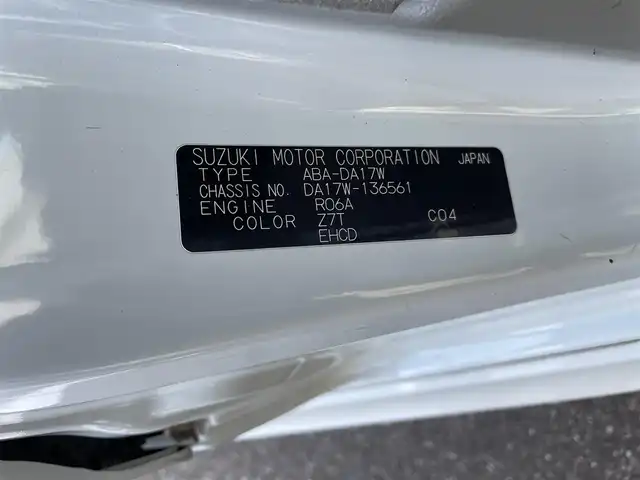 SUZUKI MOTOR CORPORATION JAPAN
TYPE ABA-DA17W
CHASSIS NO. DA17W-136561
ENGINE R06A
COLOR Z7T C04
EHCD